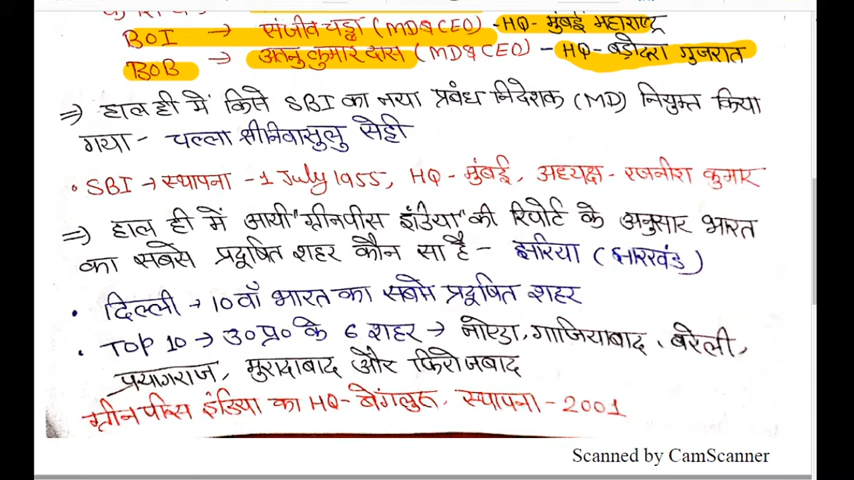 BOI → संजीव चड्ढा (MD & CEO) - HQ - मुंबई महाराष्ट्र
BOB → अतनु कुमार दास (MD & CEO) - HQ - बड़ोदरा गुजरात
⇒ हाल ही में किसे SBI का नया प्रबंध निदेशक (MD) नियुक्त किया
गया - चल्ला सीनिवासुलु सेट्टी
• SBI → स्थापना - 1 July 1955, HQ - मुंबई, अध्यक्ष - रजनीश कुमार
⇒ हाल ही में आयी "ग्रीनपीस इंडिया" की रिपोर्ट के अनुसार भारत
का सबसे प्रदूषित शहर कौन सा है - झरिया (झारखंड)
• दिल्ली → 10वाँ भारत का सबसे प्रदूषित शहर
• TOP 10 → उ०प्र० के 6 शहर → नोएडा, गाजियाबाद, बरेली,
प्रयागराज, मुरादाबाद और फिरोजबाद
ग्रीनपीस इंडिया का HQ - बेंगलुरु, स्थापना - 2001
Scanned by CamScanner